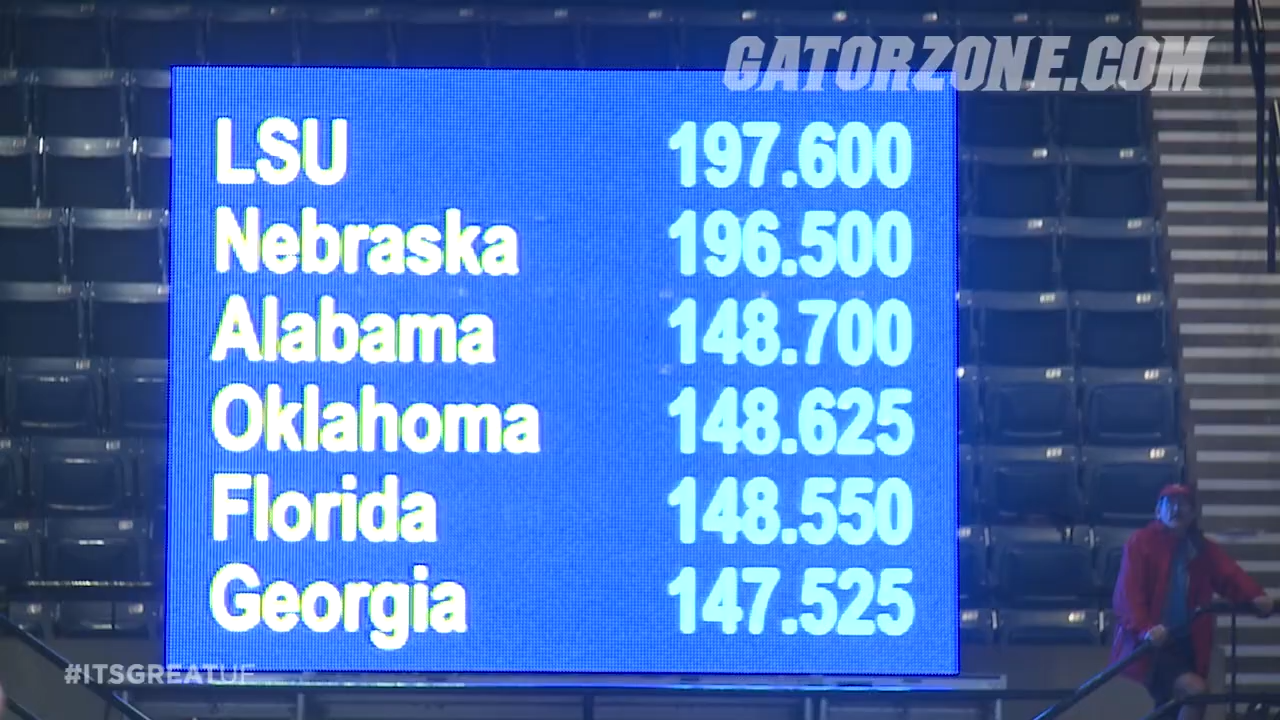 GATORZONE.COM
LSU 197.600
Nebraska 196.500
Alabama 148.700
Oklahoma 148.625
Florida 148.550
Georgia 147.525
#ITSGREATUF